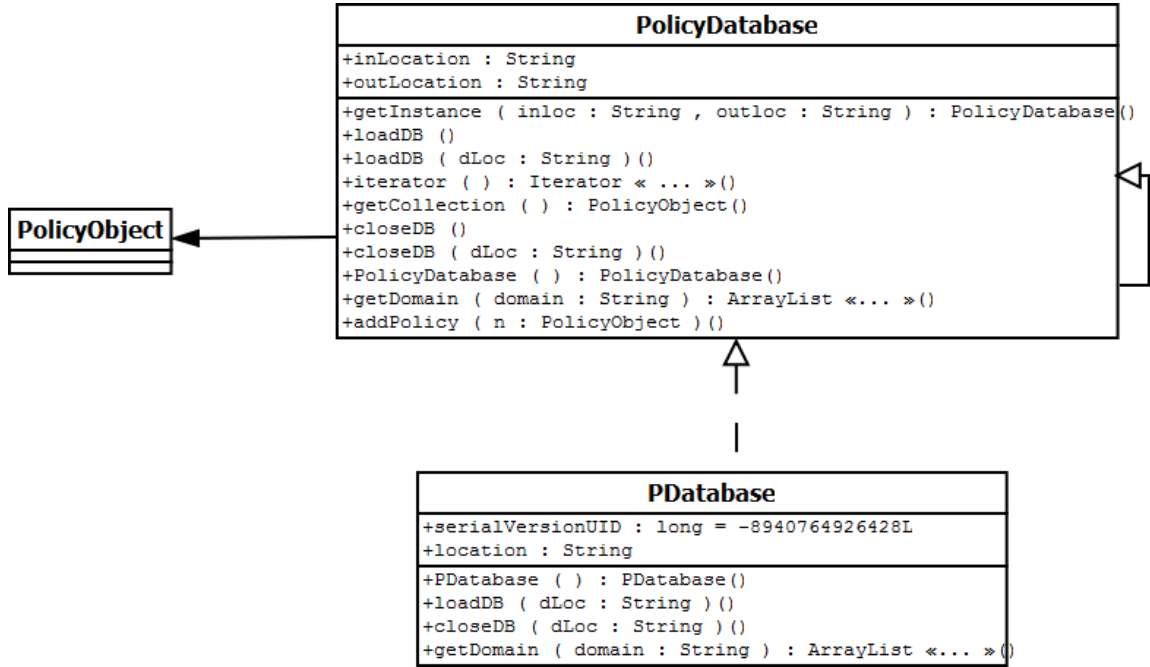 PolicyDatabase
+inLocation : String
+outLocation : String
+getInstance ( inloc : String , outloc : String ) : PolicyDatabase()
+loadDB ()
+loadDB ( dLoc : String )()
+iterator ( ) : Iterator « ... »()
+getCollection ( ) : PolicyObject()
+closeDB ()
+closeDB ( dLoc : String )()
+PolicyDatabase ( ) : PolicyDatabase()
+getDomain ( domain : String ) : ArrayList «... »()
+addPolicy ( n : PolicyObject )()
PolicyObject
PDatabase
+serialVersionUID : long = -8940764926428L
+location : String
+PDatabase ( ) : PDatabase()
+loadDB ( dLoc : String )()
+closeDB ( dLoc : String )()
+getDomain ( domain : String ) : ArrayList «... »()